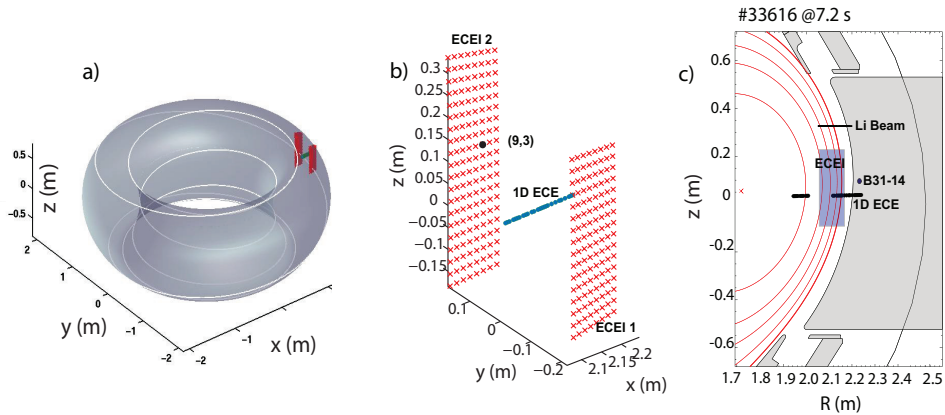 #33616 @7.2 s
a)
0.5
0
-0.5
z (m)
2
1
0
-1
-2
y (m)
-2
-1
0
1
2
x (m)
b)
ECEI 2
0.3
0.25
0.2
0.15
0.1
0.05
0
-0.05
-0.1
-0.15
z (m)
(9,3)
1D ECE
ECEI 1
0.1
0
-0.1
-0.2
y (m)
2.1
2.15
2.2
x (m)
c)
0.6
0.4
0.2
0
-0.2
-0.4
-0.6
z (m)
Li Beam
ECEI
B31-14
1D ECE
1.7
1.8
1.9
2.0
2.1
2.2
2.3
2.4
2.5
R (m)